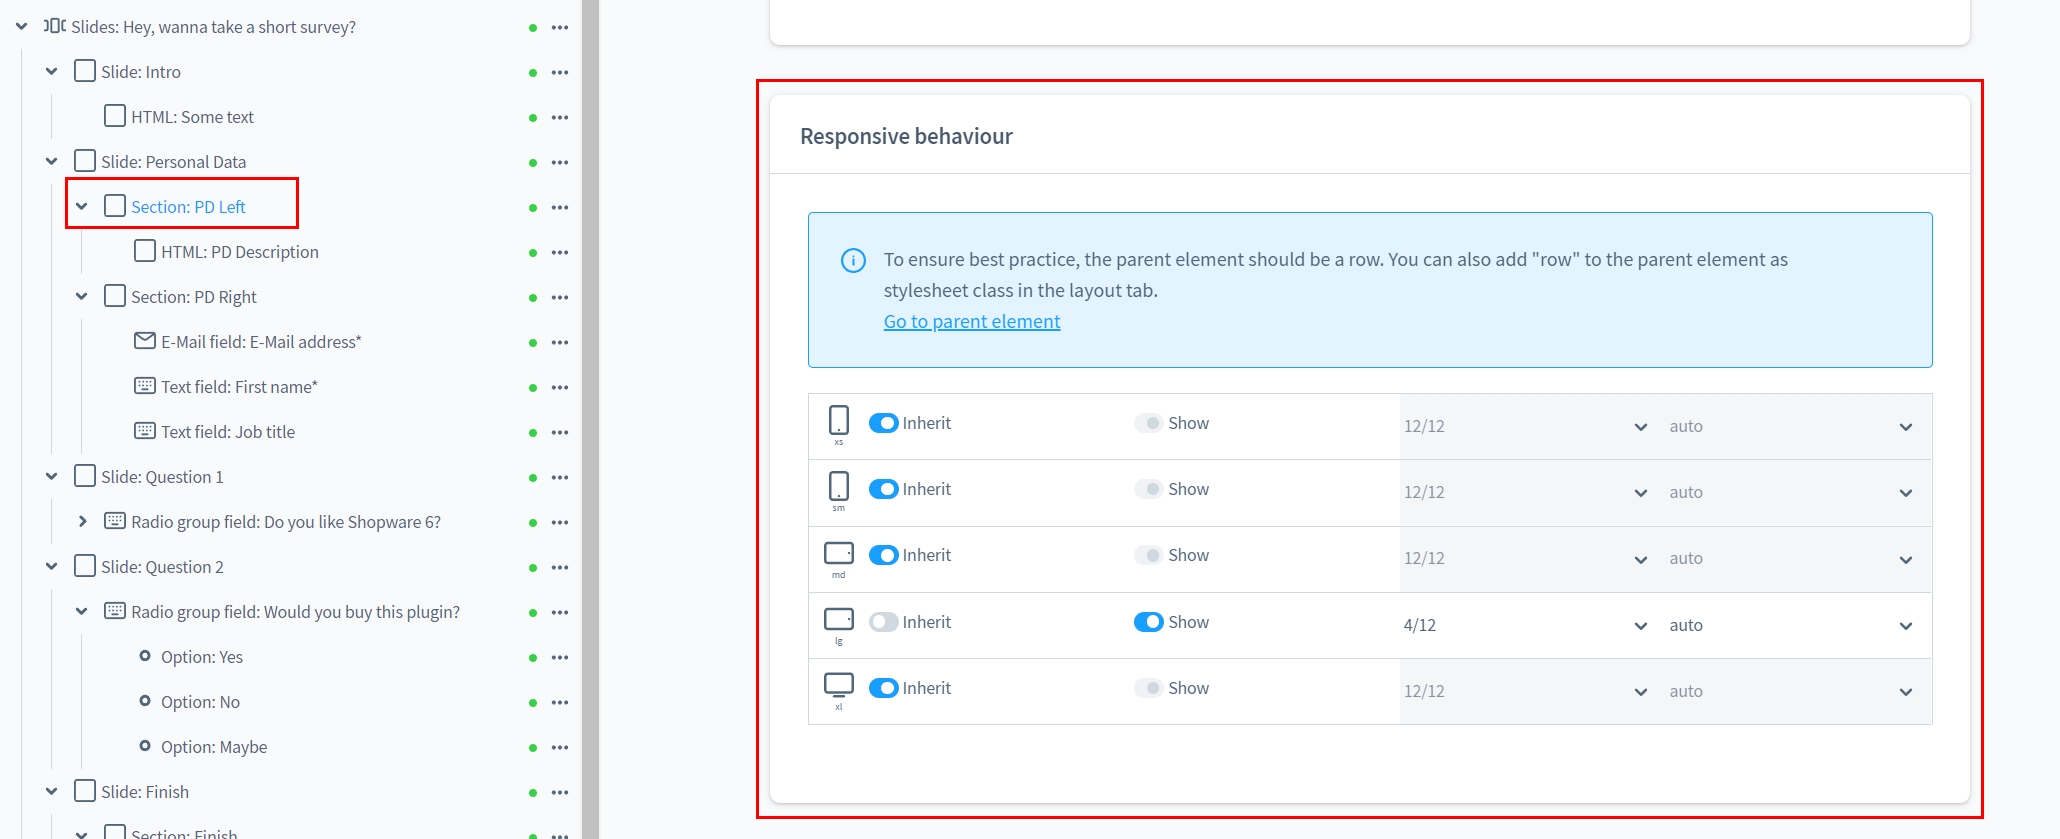 Slides: Hey, wanna take a short survey?
Slide: Intro
HTML: Some text
Slide: Personal Data
Section: PD Left
HTML: PD Description
Section: PD Right
E-Mail field: E-Mail address*
Text field: First name*
Text field: Job title
Slide: Question 1
Radio group field: Do you like Shopware 6?
Slide: Question 2
Radio group field: Would you buy this plugin?
Option: Yes
Option: No
Option: Maybe
Slide: Finish
Section: Finish
Responsive behaviour
To ensure best practice, the parent element should be a row. You can also add "row" to the parent element as
stylesheet class in the layout tab.
Go to parent element
xs Inherit Show 12/12 auto
sm Inherit Show 12/12 auto
md Inherit Show 12/12 auto
lg Inherit Show 4/12 auto
xl Inherit Show 12/12 auto